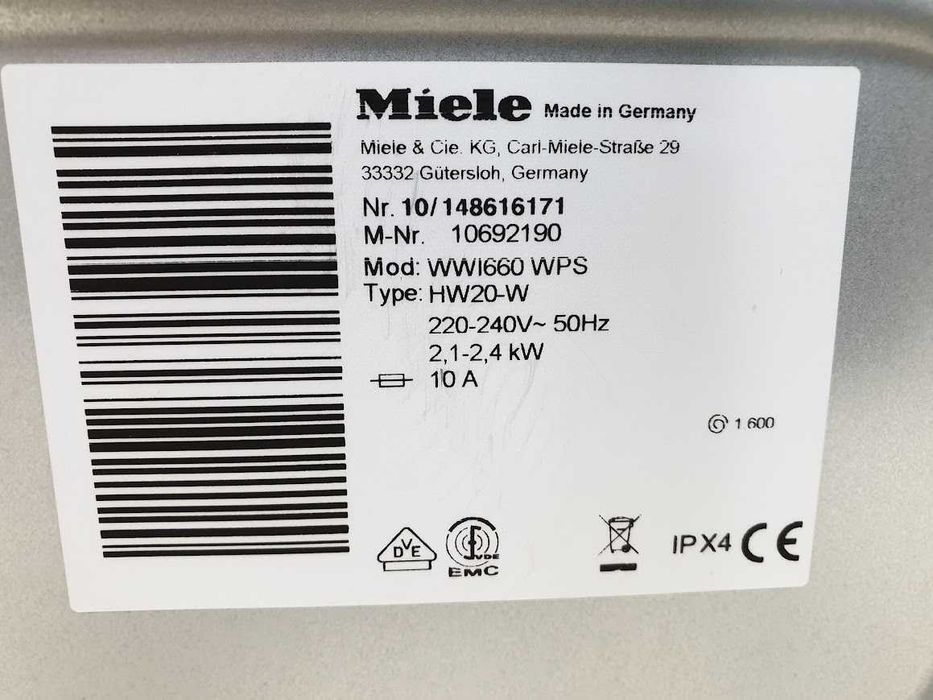 Miele Made in Germany
Miele & Cie. KG, Carl-Miele-Straße 29
33332 Gütersloh, Germany
Nr. 10/148616171
M-Nr. 10692190
Mod: WWI660 WPS
Type: HW20-W
220-240V~ 50Hz
2,1-2,4 kW
10 A
1 600
DVE
VDE
EMC
IPX4 CE